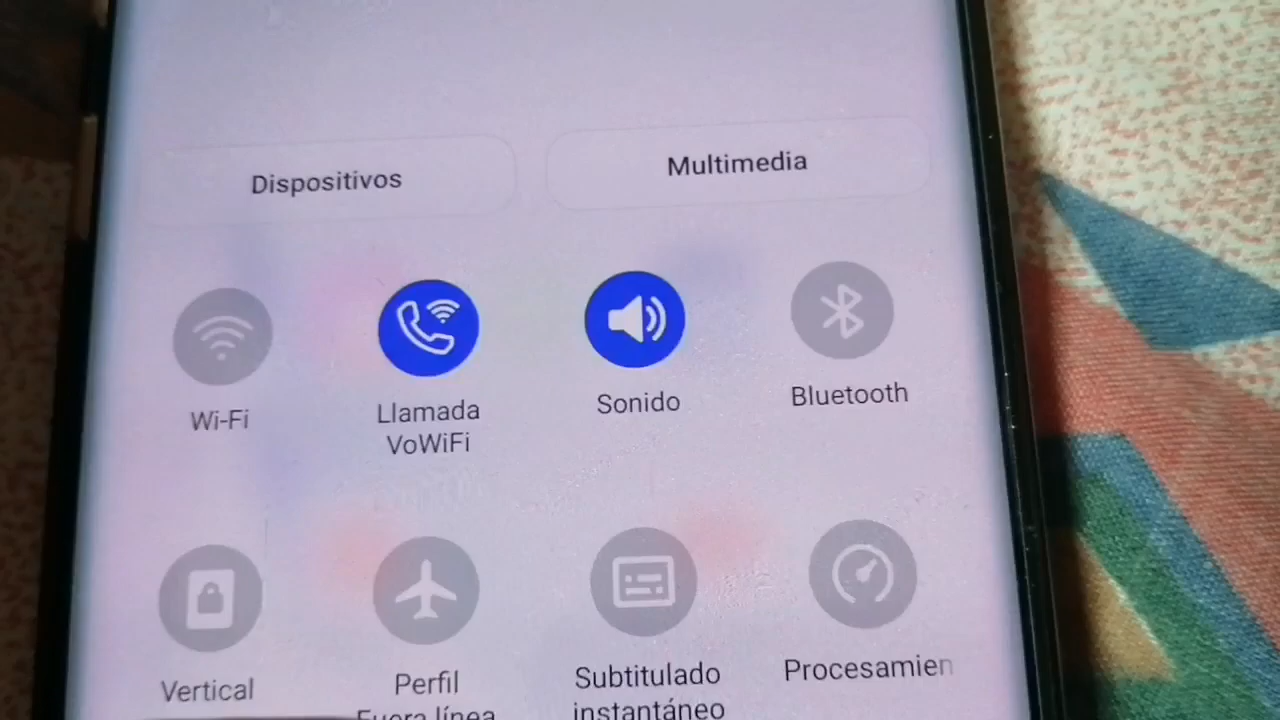 Dispositivos
Multimedia
Wi-Fi
Llamada
VoWiFi
Sonido
Bluetooth
Vertical
Perfil
Fuera línea
Subtitulado
instantáneo
Procesamien